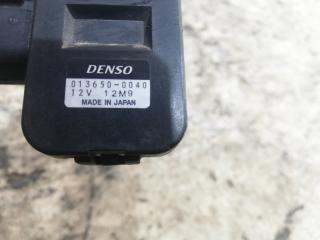 DENSO
013650-0040
12V 12M9
MADE IN JAPAN